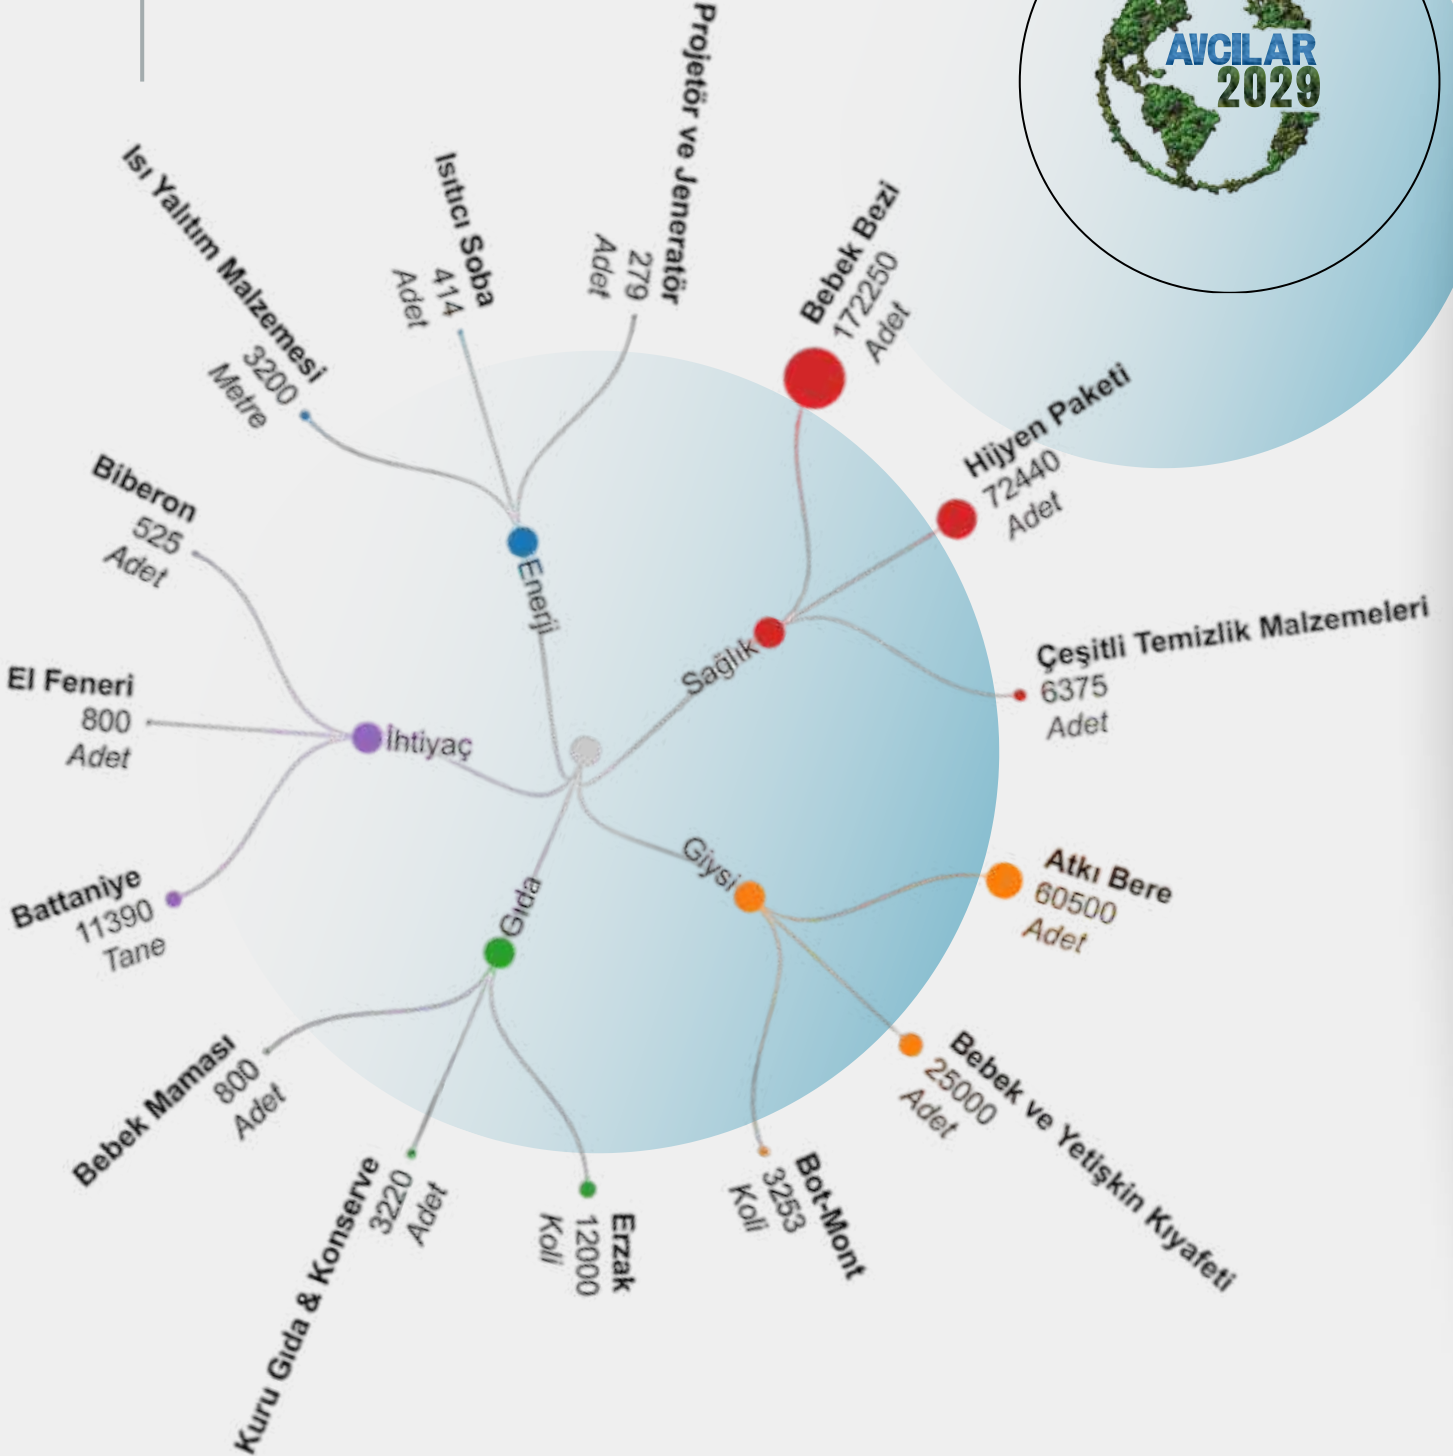 AVCILAR
2029
Projetör ve Jeneratör
279
Adet
Isıtıcı Soba
414
Adet
Isı Yalıtım Malzemesi
3200
Metre
Enerji
Bebek Bezi
172250
Adet
Hijyen Paketi
72440
Adet
Çeşitli Temizlik Malzemeleri
6375
Adet
Sağlık
Biberon
525
Adet
El Feneri
800
Adet
Battaniye
11390
Tane
İhtiyaç
Giysi
Atkı Bere
60500
Adet
Bebek ve Yetişkin Kıyafeti
25000
Adet
Bot-Mont
3253
Koli
Gıda
Bebek Maması
800
Adet
Kuru Gıda & Konserve
3220
Adet
Erzak
12000
Koli